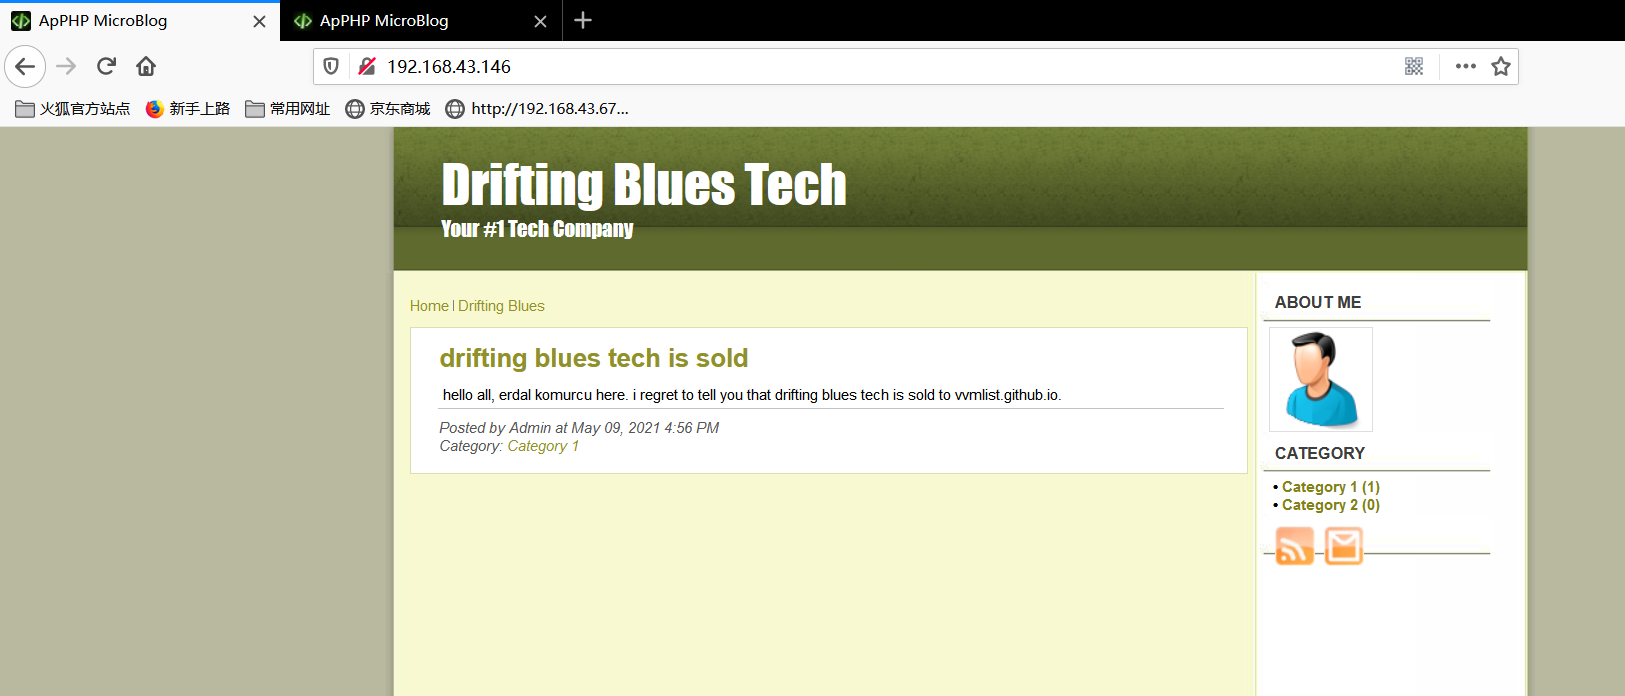 ApPHP MicroBlog
ApPHP MicroBlog
192.168.43.146
火狐官方站点 新手上路 常用网址 京东商城 http://192.168.43.67...
Drifting Blues Tech
Your #1 Tech Company
Home | Drifting Blues
drifting blues tech is sold
hello all, erdal komurcu here. i regret to tell you that drifting blues tech is sold to vvmlist.github.io.
Posted by Admin at May 09, 2021 4:56 PM
Category: Category 1
ABOUT ME
CATEGORY
• Category 1 (1)
• Category 2 (0)